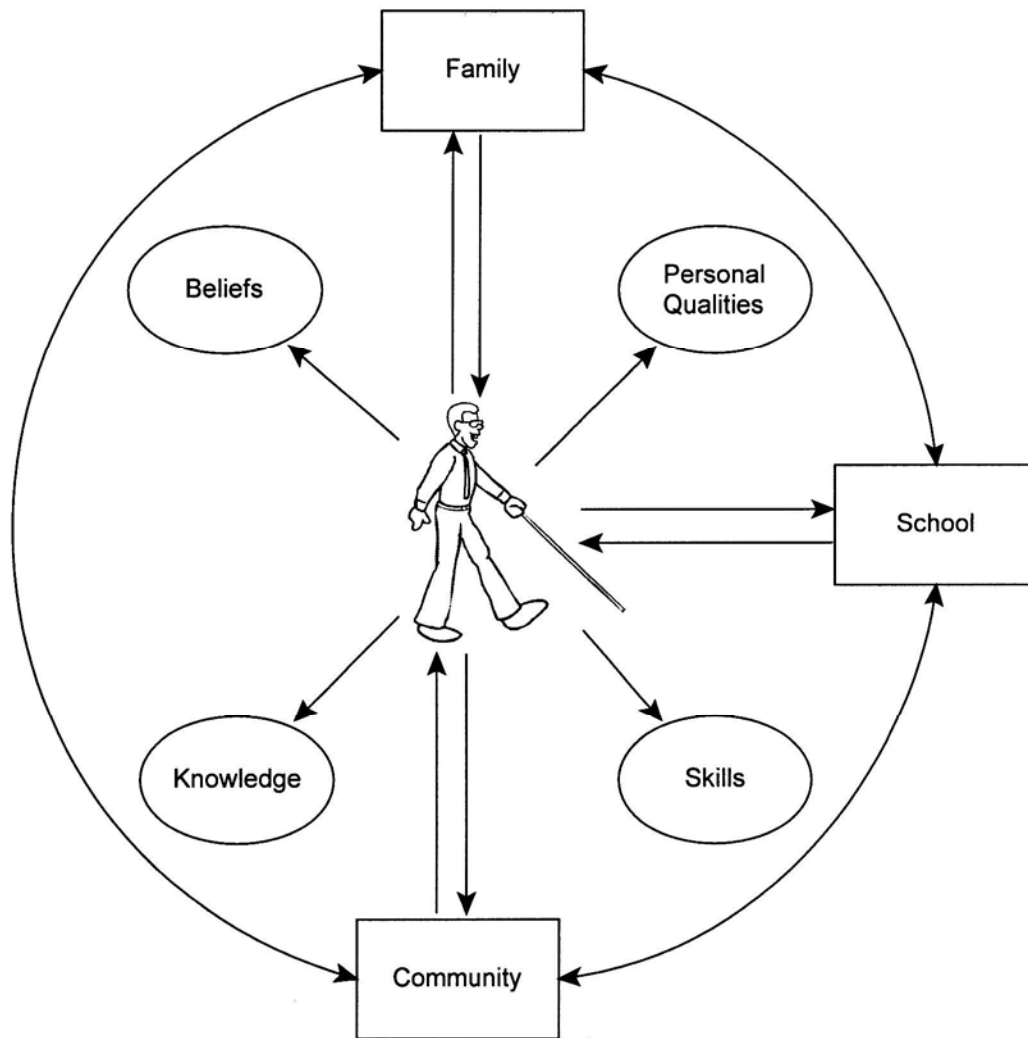 Family
Beliefs
Personal
Qualities
School
Knowledge
Skills
Community